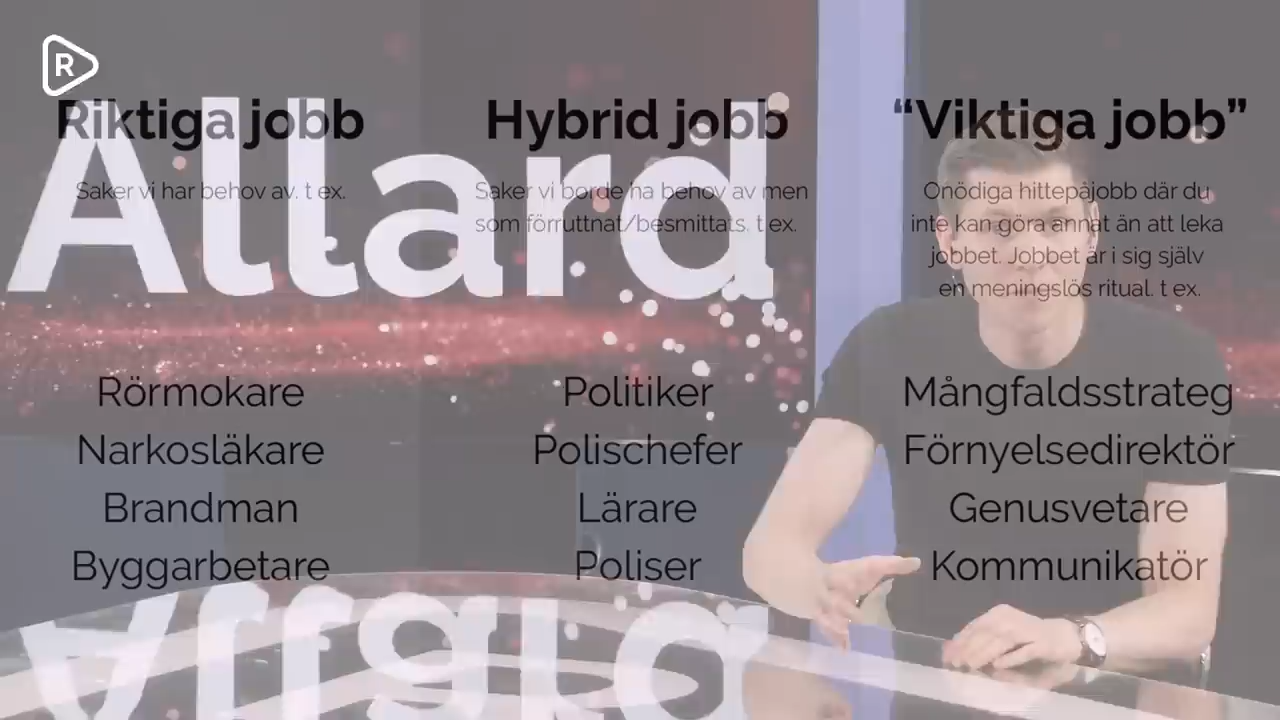 R
Allard
Riktiga jobb
Saker vi har behov av. t ex.
Rörmokare
Narkosläkare
Brandman
Byggarbetare
Hybrid jobb
Saker vi borde ha behov av men
som förruttnat/besmittats. t ex.
Politiker
Polischefer
Lärare
Poliser
“Viktiga jobb”
Onödiga hittepåjobb där du
inte kan göra annat än att leka
jobbet. Jobbet är i sig själv
en meningslös ritual. t ex.
Mångfaldsstrateg
Förnyelsedirektör
Genusvetare
Kommunikatör